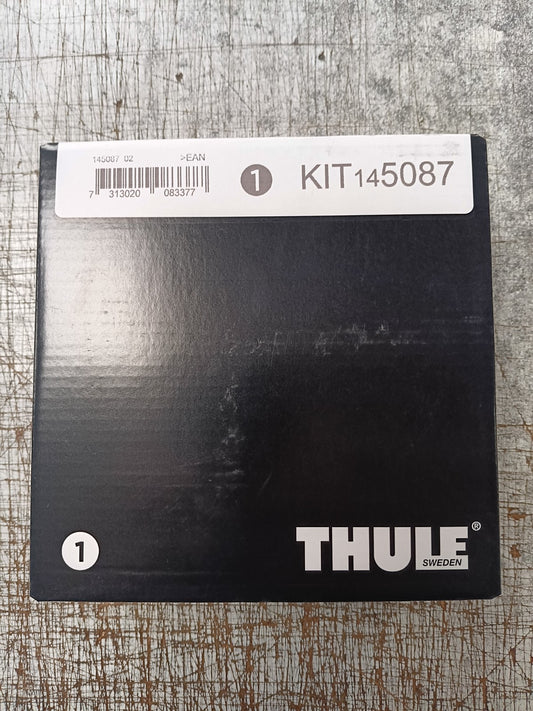 145087 02 >EAN
7 313020 083377
1 KIT145087
1
THULE®
SWEDEN